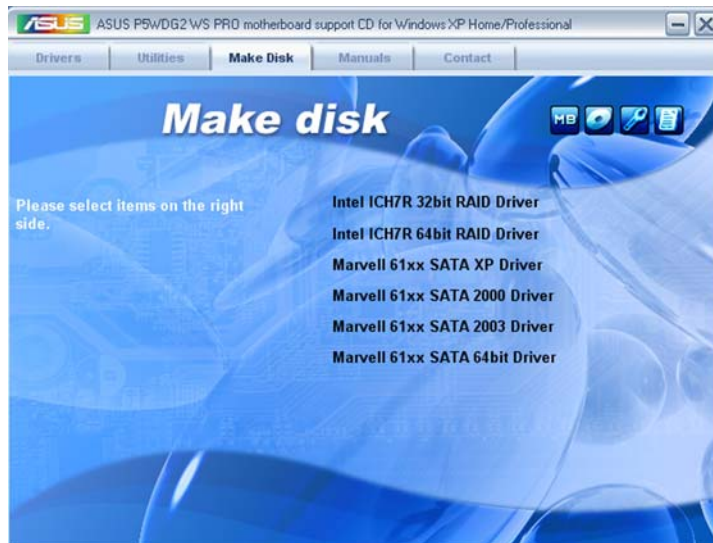 ASUS ASUS P5WDG2 WS PRO motherboard support CD for Windows XP Home/Professional
Drivers Utilities Make Disk Manuals Contact
Make disk
MB
Please select items on the right
side.
Intel ICH7R 32bit RAID Driver
Intel ICH7R 64bit RAID Driver
Marvell 61xx SATA XP Driver
Marvell 61xx SATA 2000 Driver
Marvell 61xx SATA 2003 Driver
Marvell 61xx SATA 64bit Driver